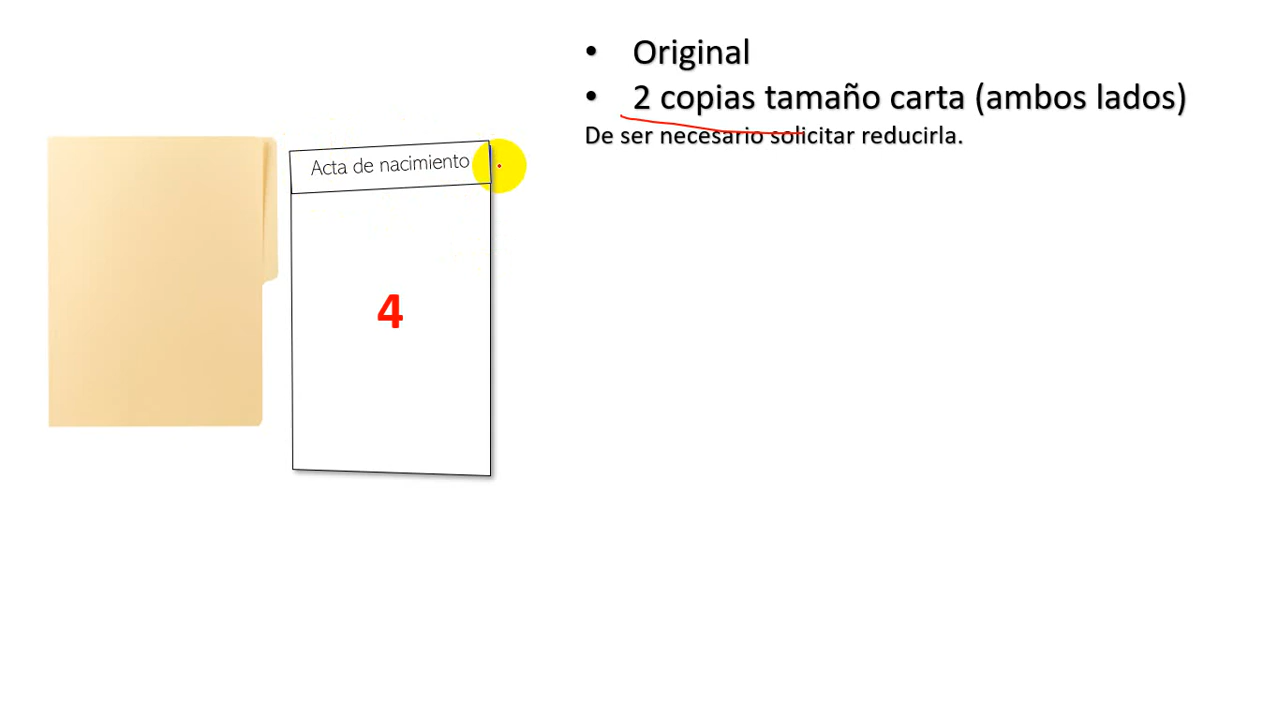 • Original
• 2 copias tamaño carta (ambos lados)
De ser necesario solicitar reducirla.
Acta de nacimiento
4